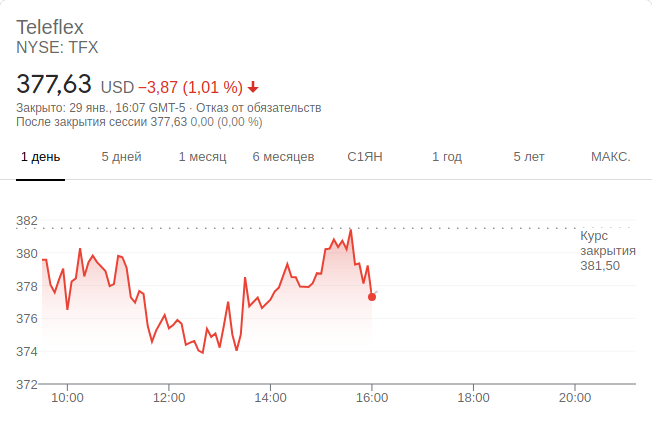 Teleflex
NYSE: TFX
377,63 USD −3,87 (1,01 %)
Закрыто: 29 янв., 16:07 GMT-5 · Отказ от обязательств
После закрытия сессии 377,63 0,00 (0,00 %)
1 день 5 дней 1 месяц 6 месяцев С1ЯН 1 год 5 лет МАКС.
382
380
378
376
374
372
Курс
закрытия
381,50
10:00 12:00 14:00 16:00 18:00 20:00